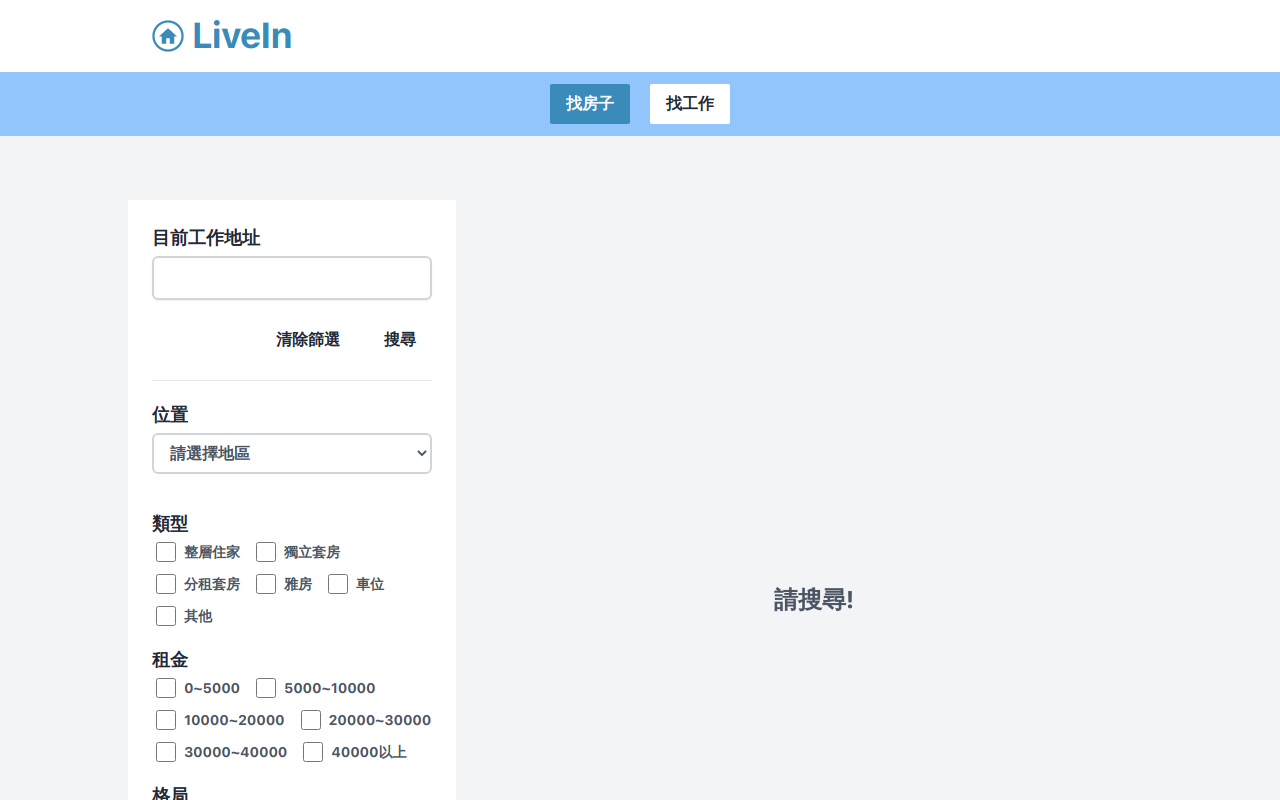 LiveIn
找房子 找工作
目前工作地址
清除篩選 搜尋
位置
請選擇地區
類型
整層住家 獨立套房
分租套房 雅房 車位
其他
請搜尋!
租金
0~5000 5000~10000
10000~20000 20000~30000
30000~40000 40000以上
格局